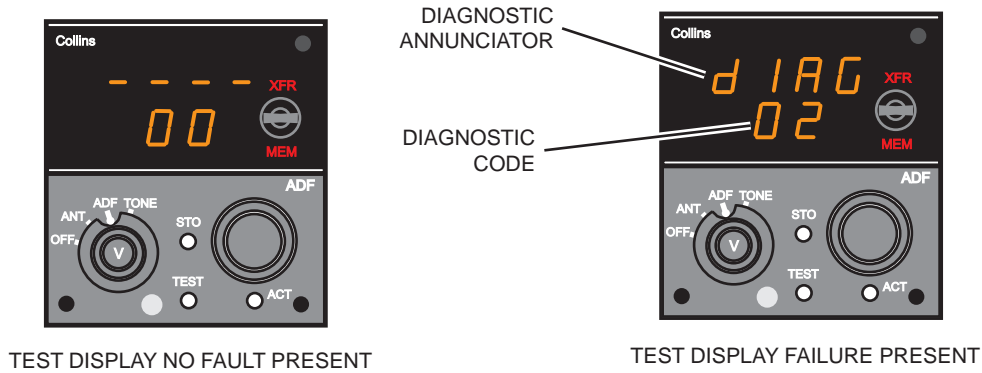 Collins
– – – –
XFR
00
MEM
ADF
ADF TONE
ANT
STO
OFF
V
TEST
ACT
TEST DISPLAY NO FAULT PRESENT
DIAGNOSTIC
ANNUNCIATOR
DIAGNOSTIC
CODE
Collins
dIAG
XFR
02
MEM
ADF
ADF TONE
ANT
STO
OFF
V
TEST
ACT
TEST DISPLAY FAILURE PRESENT